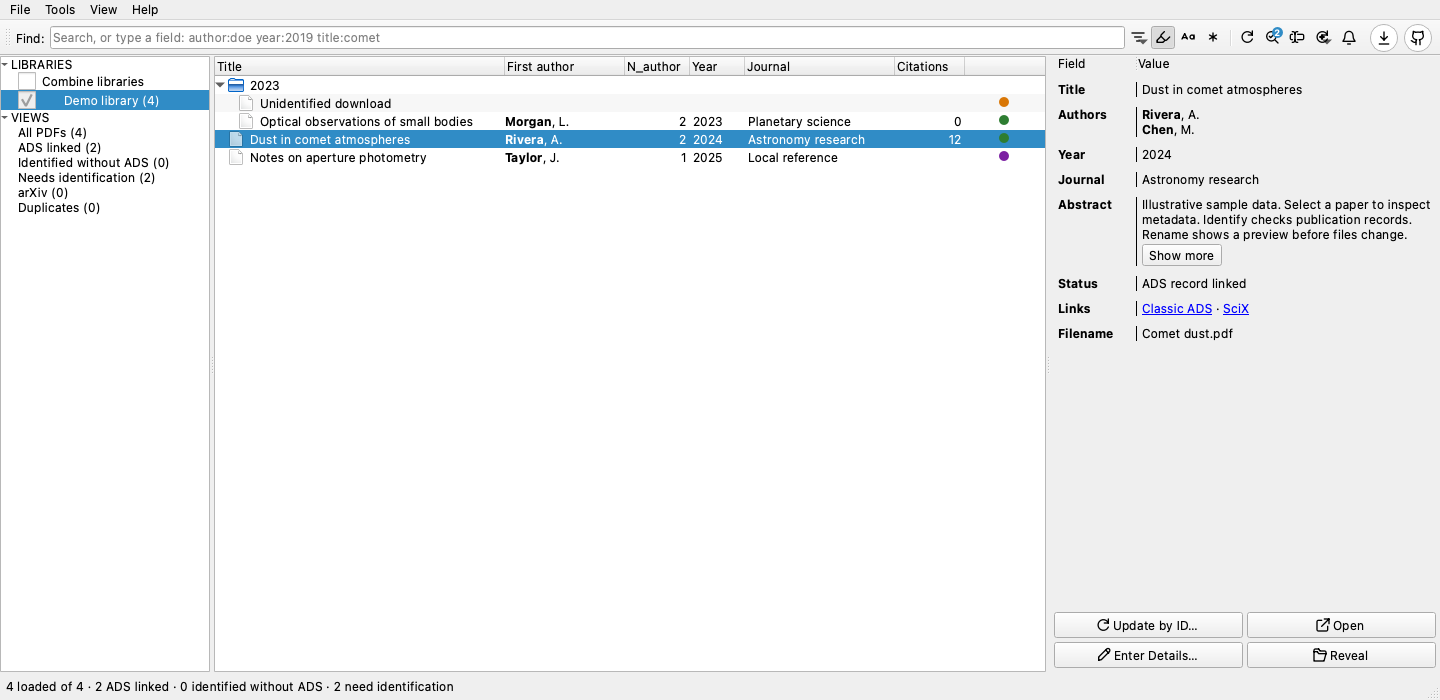 File Tools View Help
Find: Search, or type a field: author:doe year:2019 title:comet Aa * 2
LIBRARIES
Combine libraries
Demo library (4)
VIEWS
All PDFs (4)
ADS linked (2)
Identified without ADS (0)
Needs identification (2)
arXiv (0)
Duplicates (0)
Title First author N_author Year Journal Citations
2023
Unidentified download
Optical observations of small bodies Morgan, L. 2 2023 Planetary science 0
Dust in comet atmospheres Rivera, A. 2 2024 Astronomy research 12
Notes on aperture photometry Taylor, J. 1 2025 Local reference
Field Value
Title Dust in comet atmospheres
Authors Rivera, A.
Chen, M.
Year 2024
Journal Astronomy research
Abstract Illustrative sample data. Select a paper to inspect
metadata. Identify checks publication records.
Rename shows a preview before files change.
Show more
Status ADS record linked
Links Classic ADS · SciX
Filename Comet dust.pdf
Update by ID... Open
Enter Details... Reveal
4 loaded of 4 · 2 ADS linked · 0 identified without ADS · 2 need identification